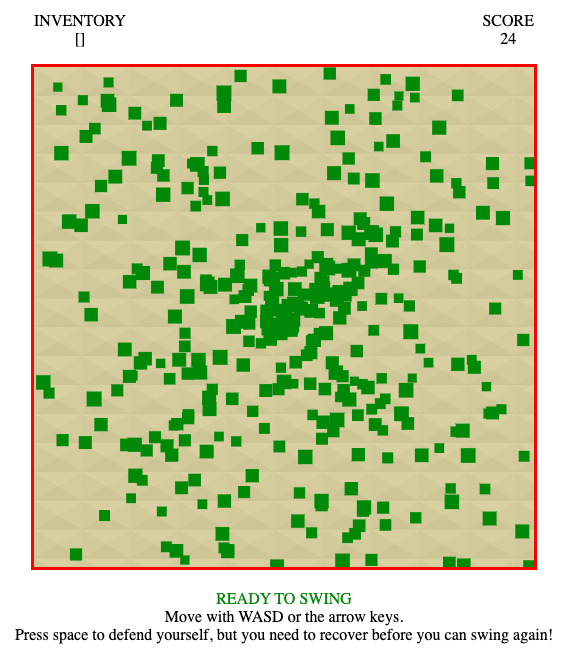 INVENTORY
[]
SCORE
24
READY TO SWING
Move with WASD or the arrow keys.
Press space to defend yourself, but you need to recover before you can swing again!